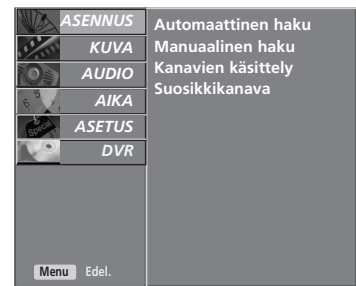 ASENNUS
KUVA
AUDIO
AIKA
ASETUS
DVR
Automaattinen haku
Manuaalinen haku
Kanavien käsittely
Suosikkikanava
Menu Edel.